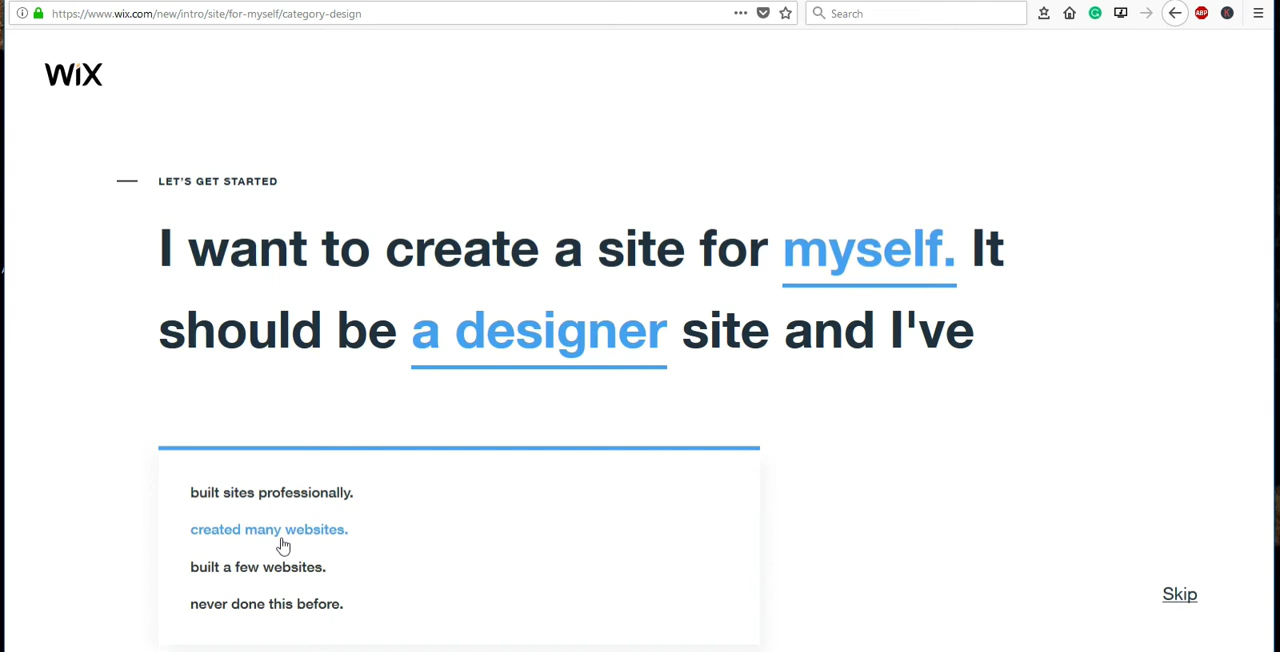 https://www.wix.com/new/intro/site/for-myself/category-design
Search
ABP
K
WiX
LET'S GET STARTED
I want to create a site for myself. It
should be a designer site and I've
built sites professionally.
created many websites.
built a few websites.
never done this before.
Skip